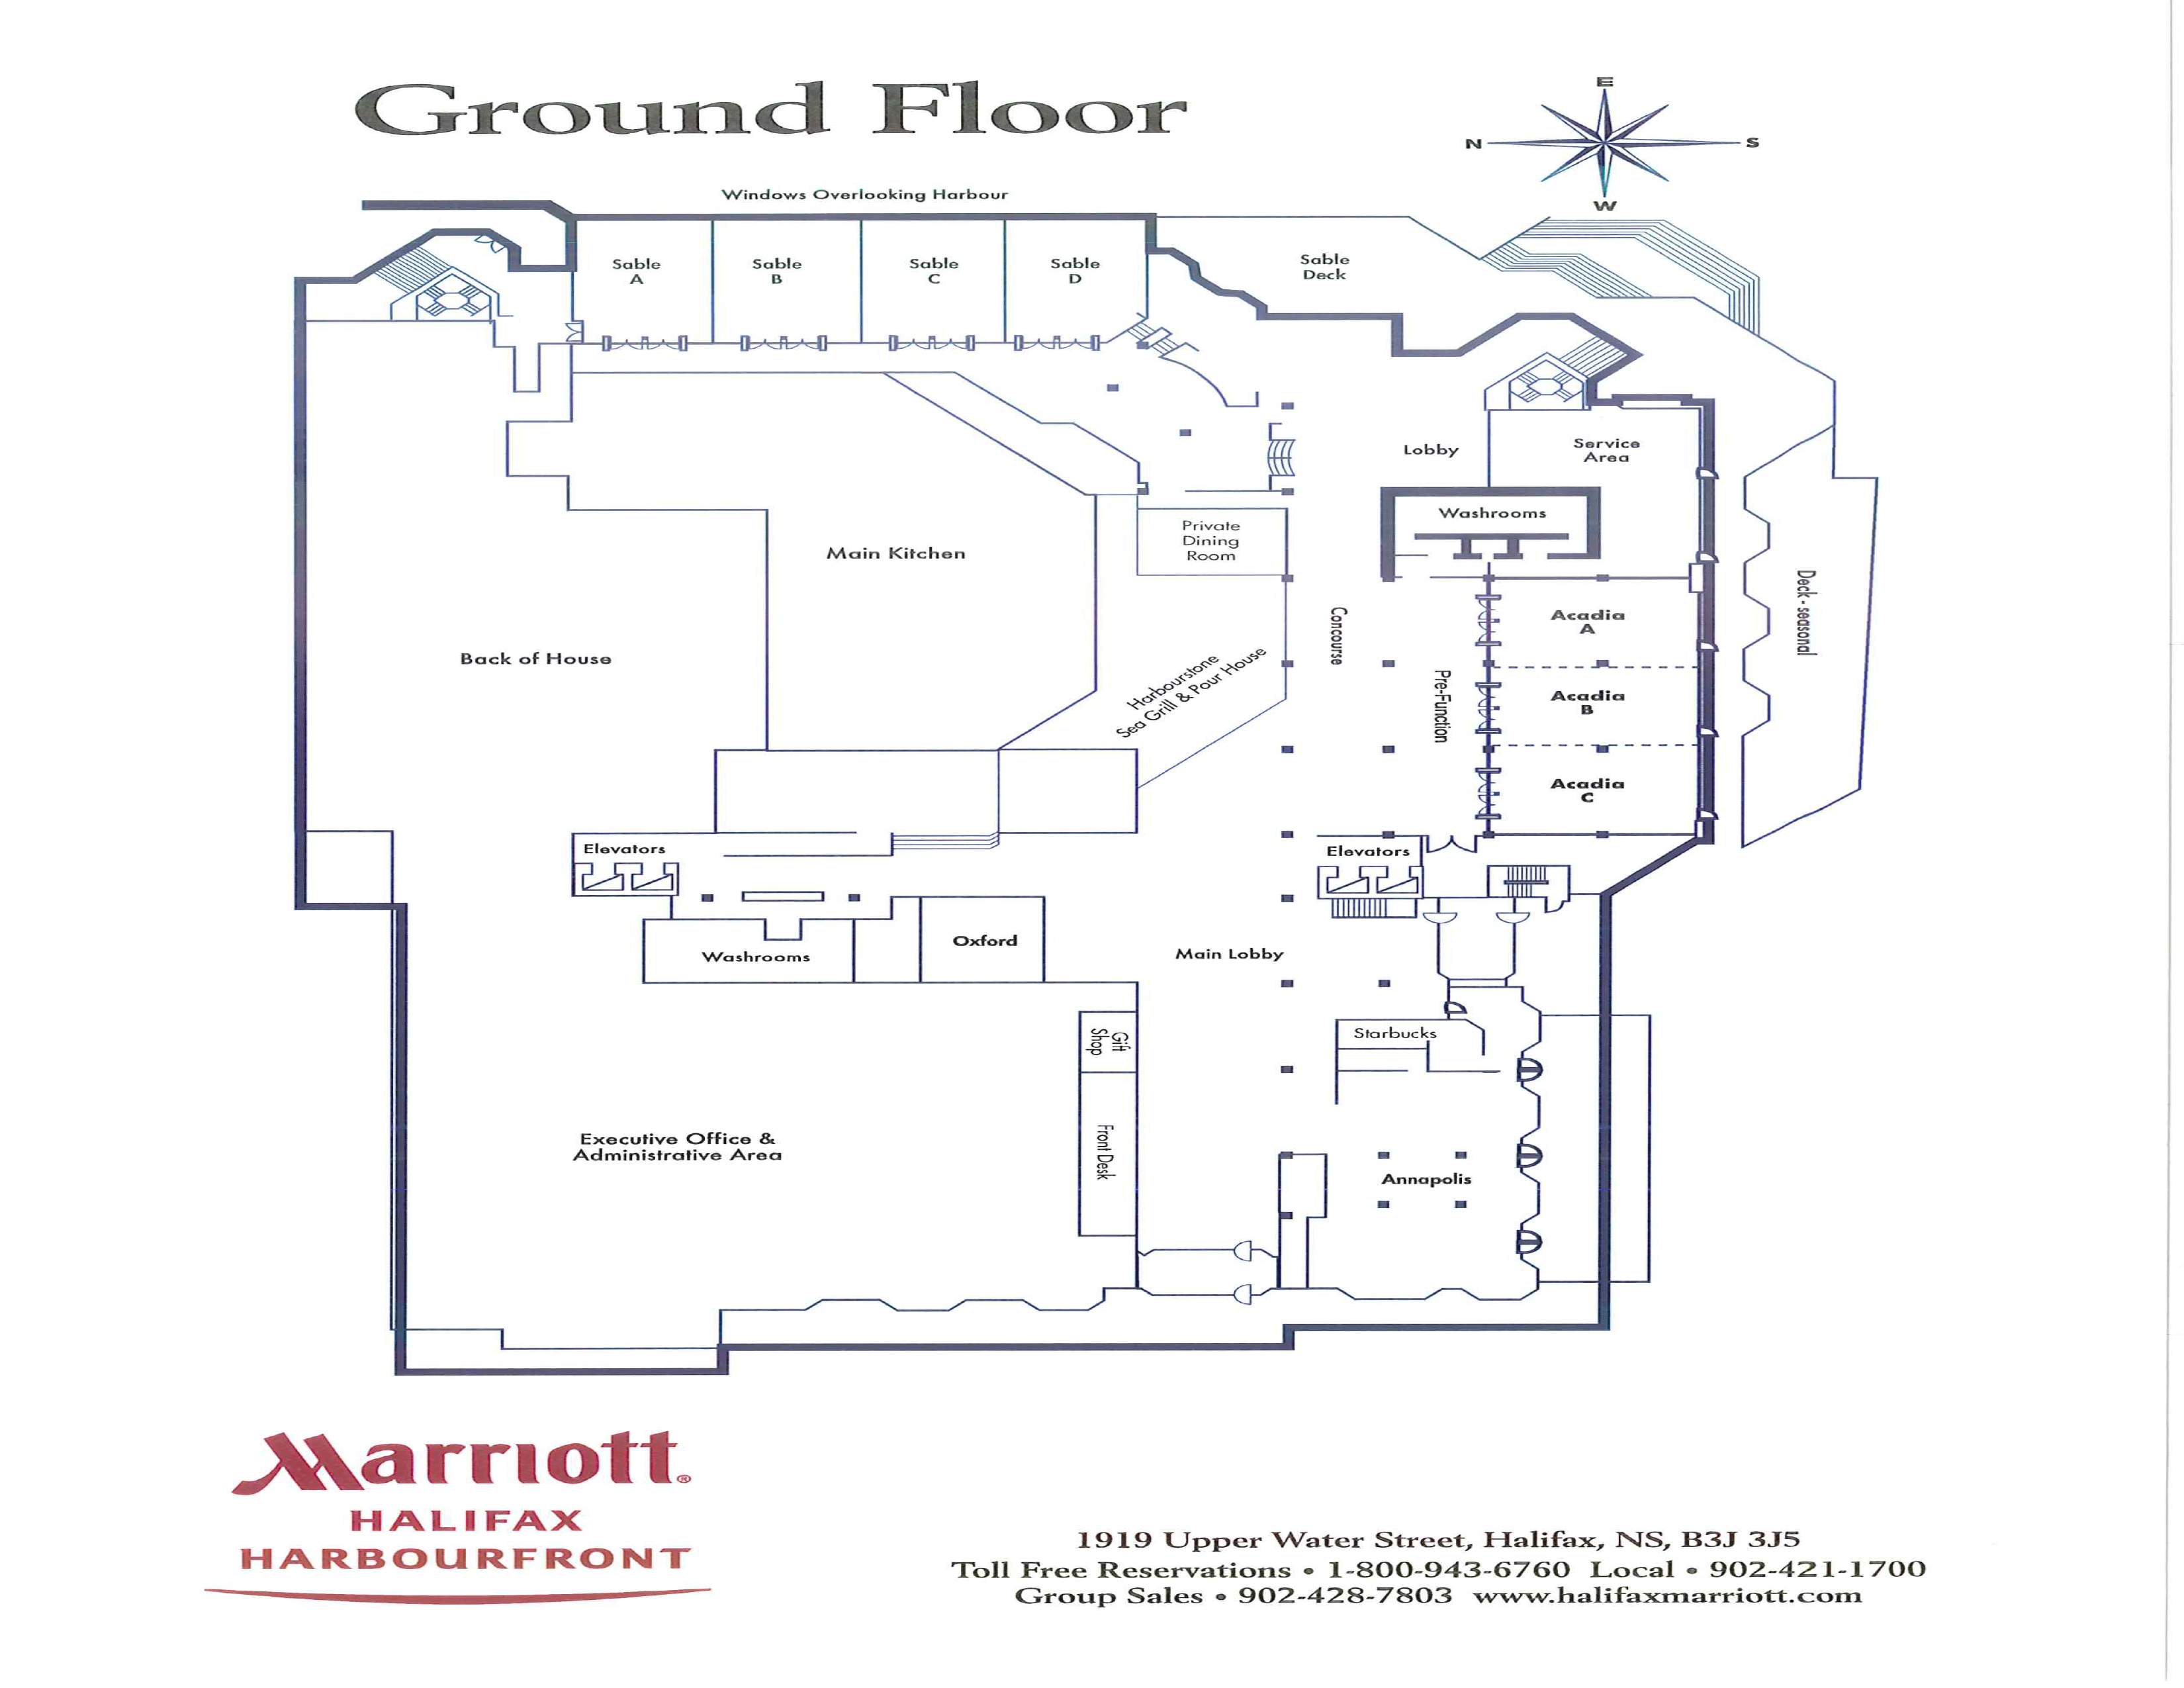 Ground Floor
E
N
S
W
Windows Overlooking Harbour
Sable
A
Sable
B
Sable
C
Sable
D
Sable
Deck
Lobby
Service
Area
Washrooms
Private
Dining
Room
Main Kitchen
Back of House
Harbourstone
Sea Grill & Pour House
Concourse
Pre-Function
Acadia
A
Acadia
B
Acadia
C
Deck - seasonal
Elevators
Elevators
Washrooms
Oxford
Main Lobby
Gift
Shop
Starbucks
Front Desk
Executive Office &
Administrative Area
Annapolis
Marriott®
HALIFAX
HARBOURFRONT
1919 Upper Water Street, Halifax, NS, B3J 3J5
Toll Free Reservations • 1-800-943-6760 Local • 902-421-1700
Group Sales • 902-428-7803 www.halifaxmarriott.com